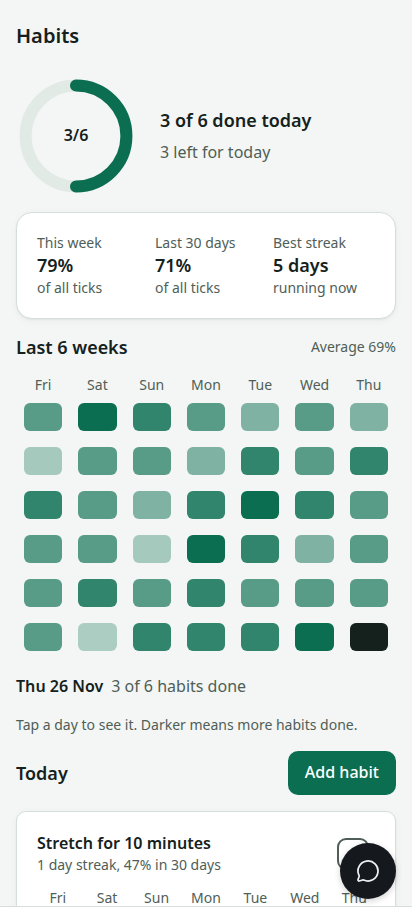 Habits
3/6
3 of 6 done today
3 left for today
This week Last 30 days Best streak
79% 71% 5 days
of all ticks of all ticks running now
Last 6 weeks Average 69%
Fri Sat Sun Mon Tue Wed Thu
Thu 26 Nov 3 of 6 habits done
Tap a day to see it. Darker means more habits done.
Today Add habit
Stretch for 10 minutes
1 day streak, 47% in 30 days
Fri Sat Sun Mon Tue Wed Thu